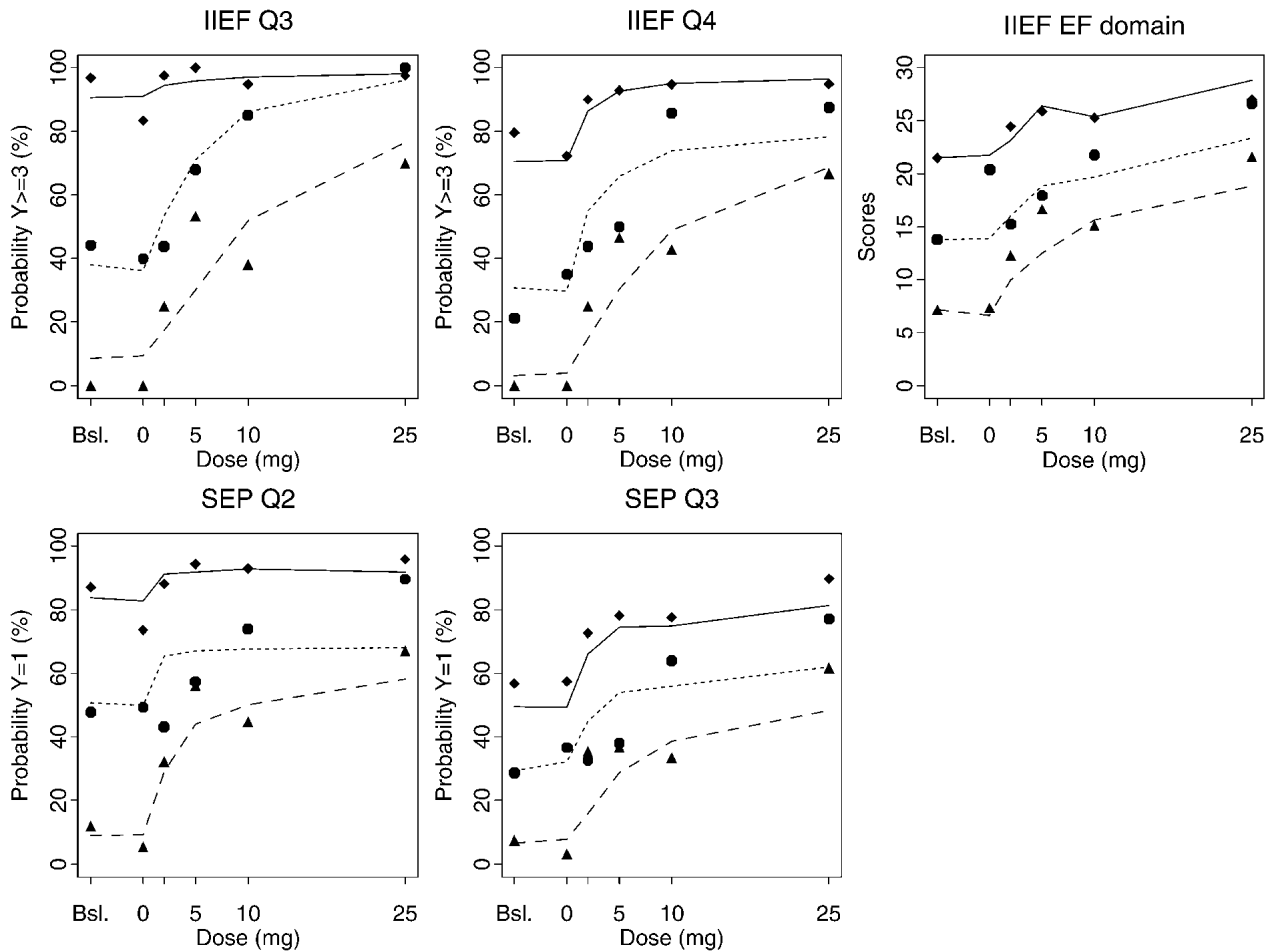 IIEF Q3
Probability Y>=3 (%)
0 20 40 60 80 100
Bsl. 0 5 10 25
Dose (mg)
IIEF Q4
Probability Y>=3 (%)
0 20 40 60 80 100
Bsl. 0 5 10 25
Dose (mg)
IIEF EF domain
Scores
0 5 10 15 20 25 30
Bsl. 0 5 10 25
Dose (mg)
SEP Q2
Probability Y=1 (%)
0 20 40 60 80 100
Bsl. 0 5 10 25
Dose (mg)
SEP Q3
Probability Y=1 (%)
0 20 40 60 80 100
Bsl. 0 5 10 25
Dose (mg)